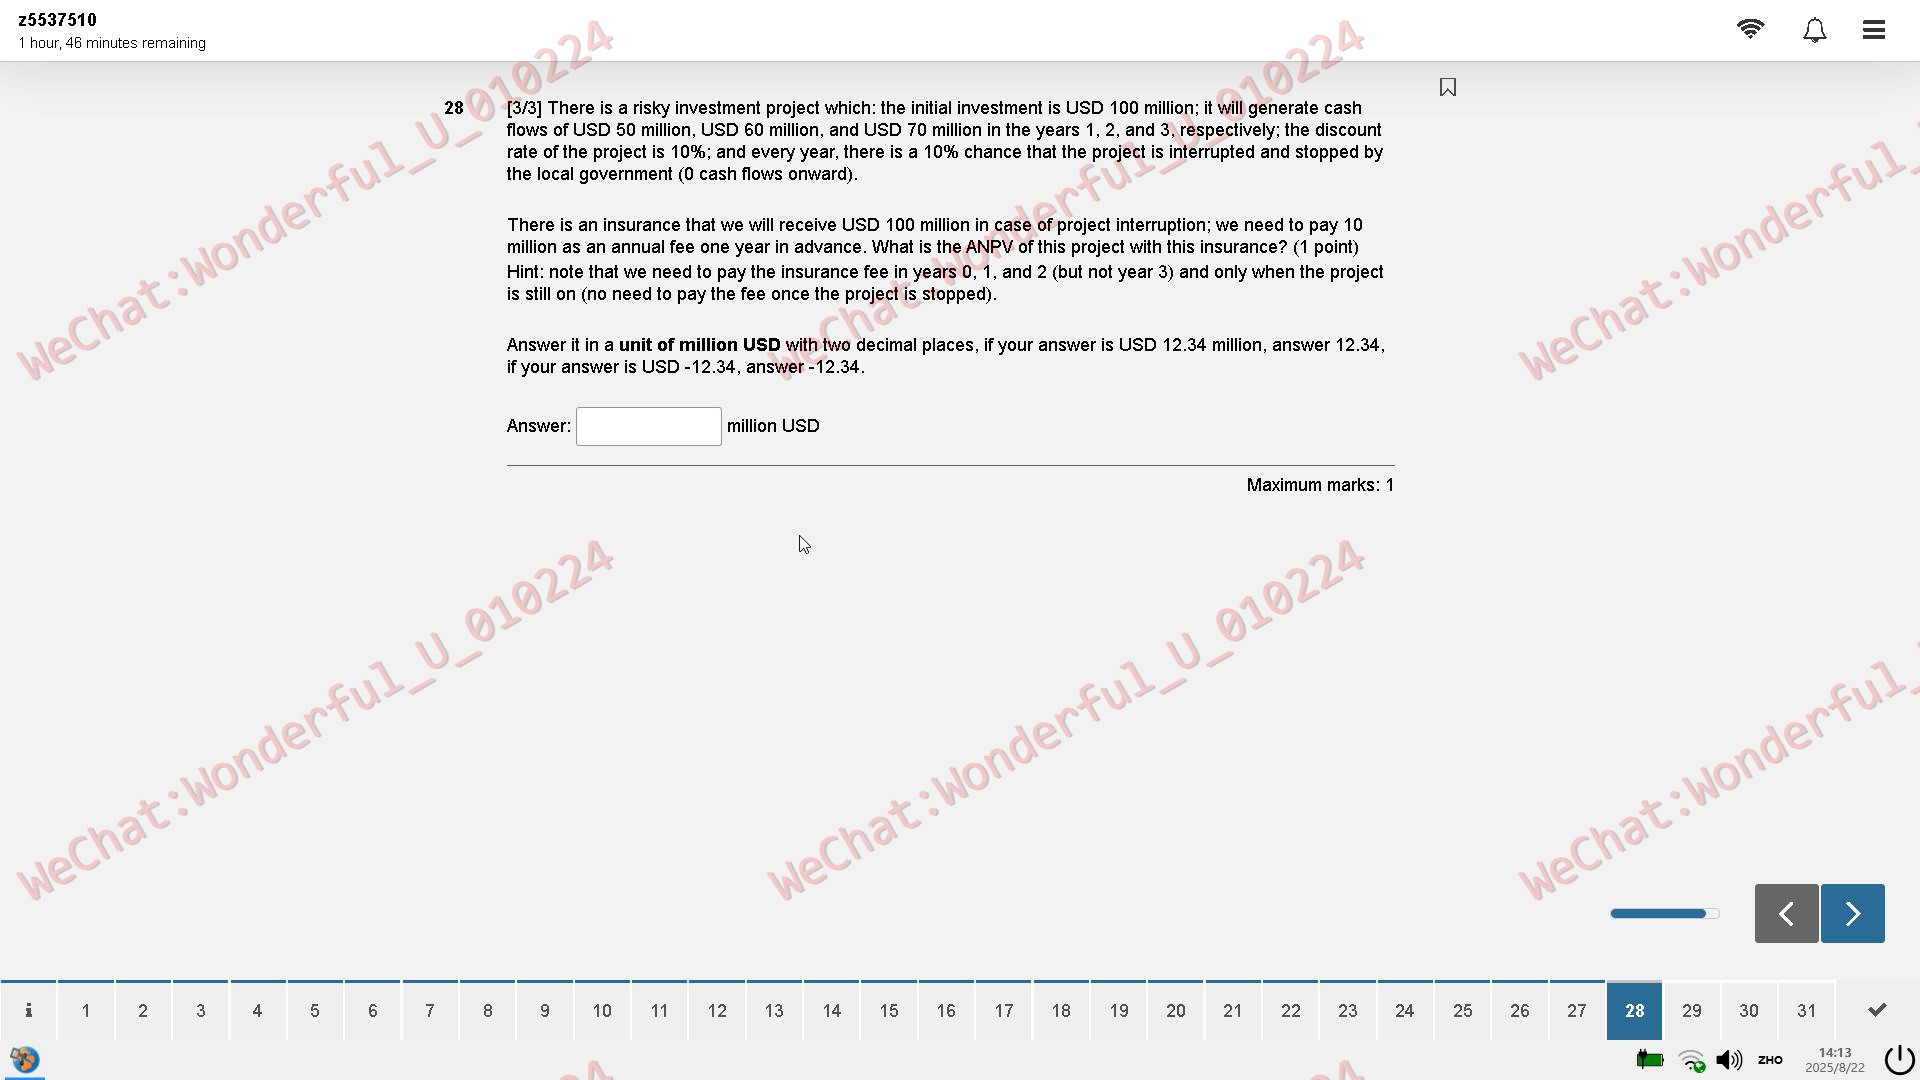 z5537510
1 hour, 46 minutes remaining
28
[3/3] There is a risky investment project which: the initial investment is USD 100 million; it will generate cash
flows of USD 50 million, USD 60 million, and USD 70 million in the years 1, 2, and 3, respectively; the discount
rate of the project is 10%; and every year, there is a 10% chance that the project is interrupted and stopped by
the local government (0 cash flows onward).
There is an insurance that we will receive USD 100 million in case of project interruption; we need to pay 10
million as an annual fee one year in advance. What is the ANPV of this project with this insurance? (1 point)
Hint: note that we need to pay the insurance fee in years 0, 1, and 2 (but not year 3) and only when the project
is still on (no need to pay the fee once the project is stopped).
Answer it in a unit of million USD with two decimal places, if your answer is USD 12.34 million, answer 12.34,
if your answer is USD -12.34, answer -12.34.
Answer: million USD
Maximum marks: 1
WeChat:Wonderful_U_010224
WeChat:Wonderful_U_010224
WeChat:Wonderful_
WeChat:Wonderful_U_010224
WeChat:Wonderful_U_010224
WeChat:Wonderful_
i 1 2 3 4 5 6 7 8 9 10 11 12 13 14 15 16 17 18 19 20 21 22 23 24 25 26 27 28 29 30 31
ZHO
14:13
2025/8/22